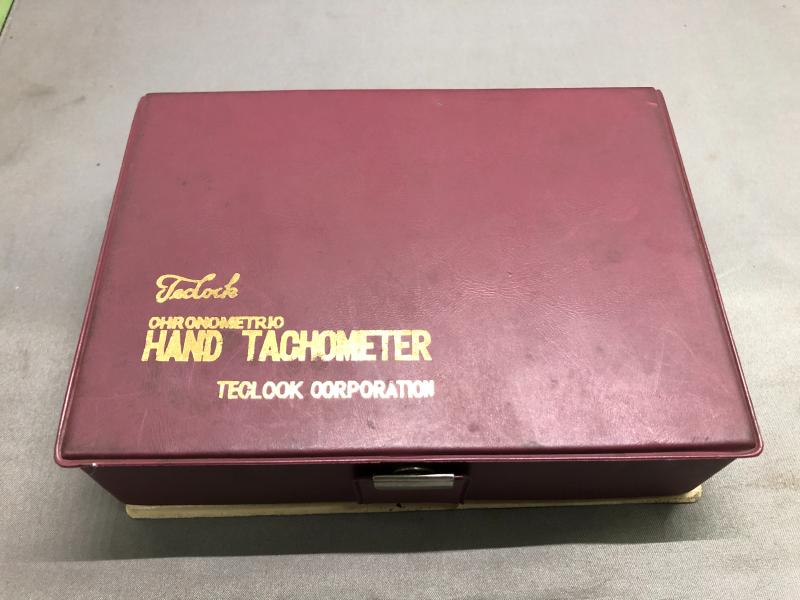 Teclock
CHRONOMETRIC
HAND TACHOMETER
TECLOCK CORPORATION